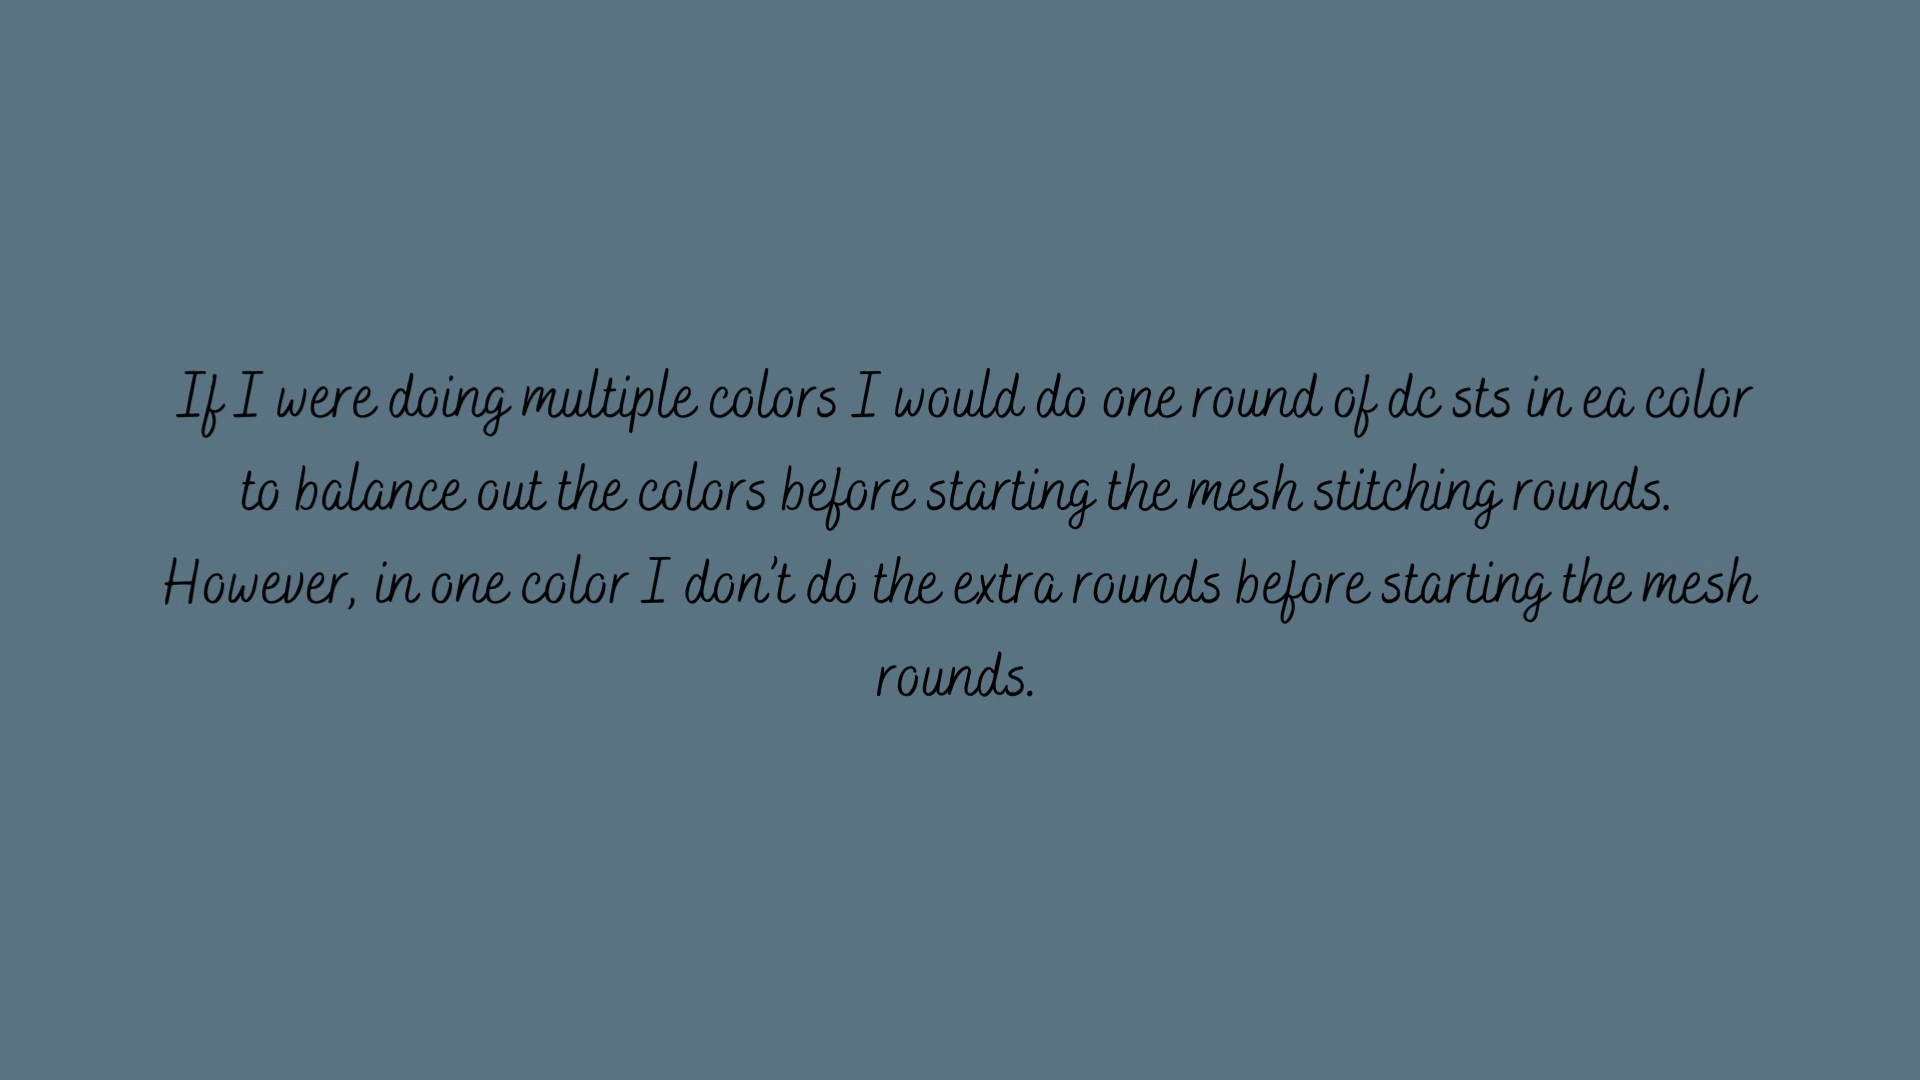 If I were doing multiple colors I would do one round of dc sts in ea color
to balance out the colors before starting the mesh stitching rounds.
However, in one color I don't do the extra rounds before starting the mesh
rounds.